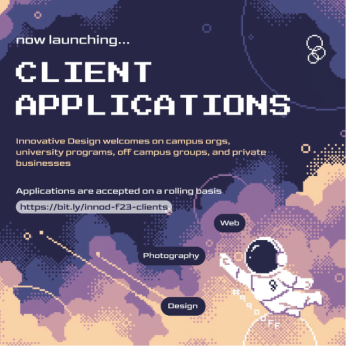 now launching...
CLIENT
APPLICATIONS
Innovative Design welcomes on campus orgs,
university programs, off campus groups, and private
businesses
Applications are accepted on a rolling basis
https://bit.ly/innod-f23-clients
Web
Photography
Design